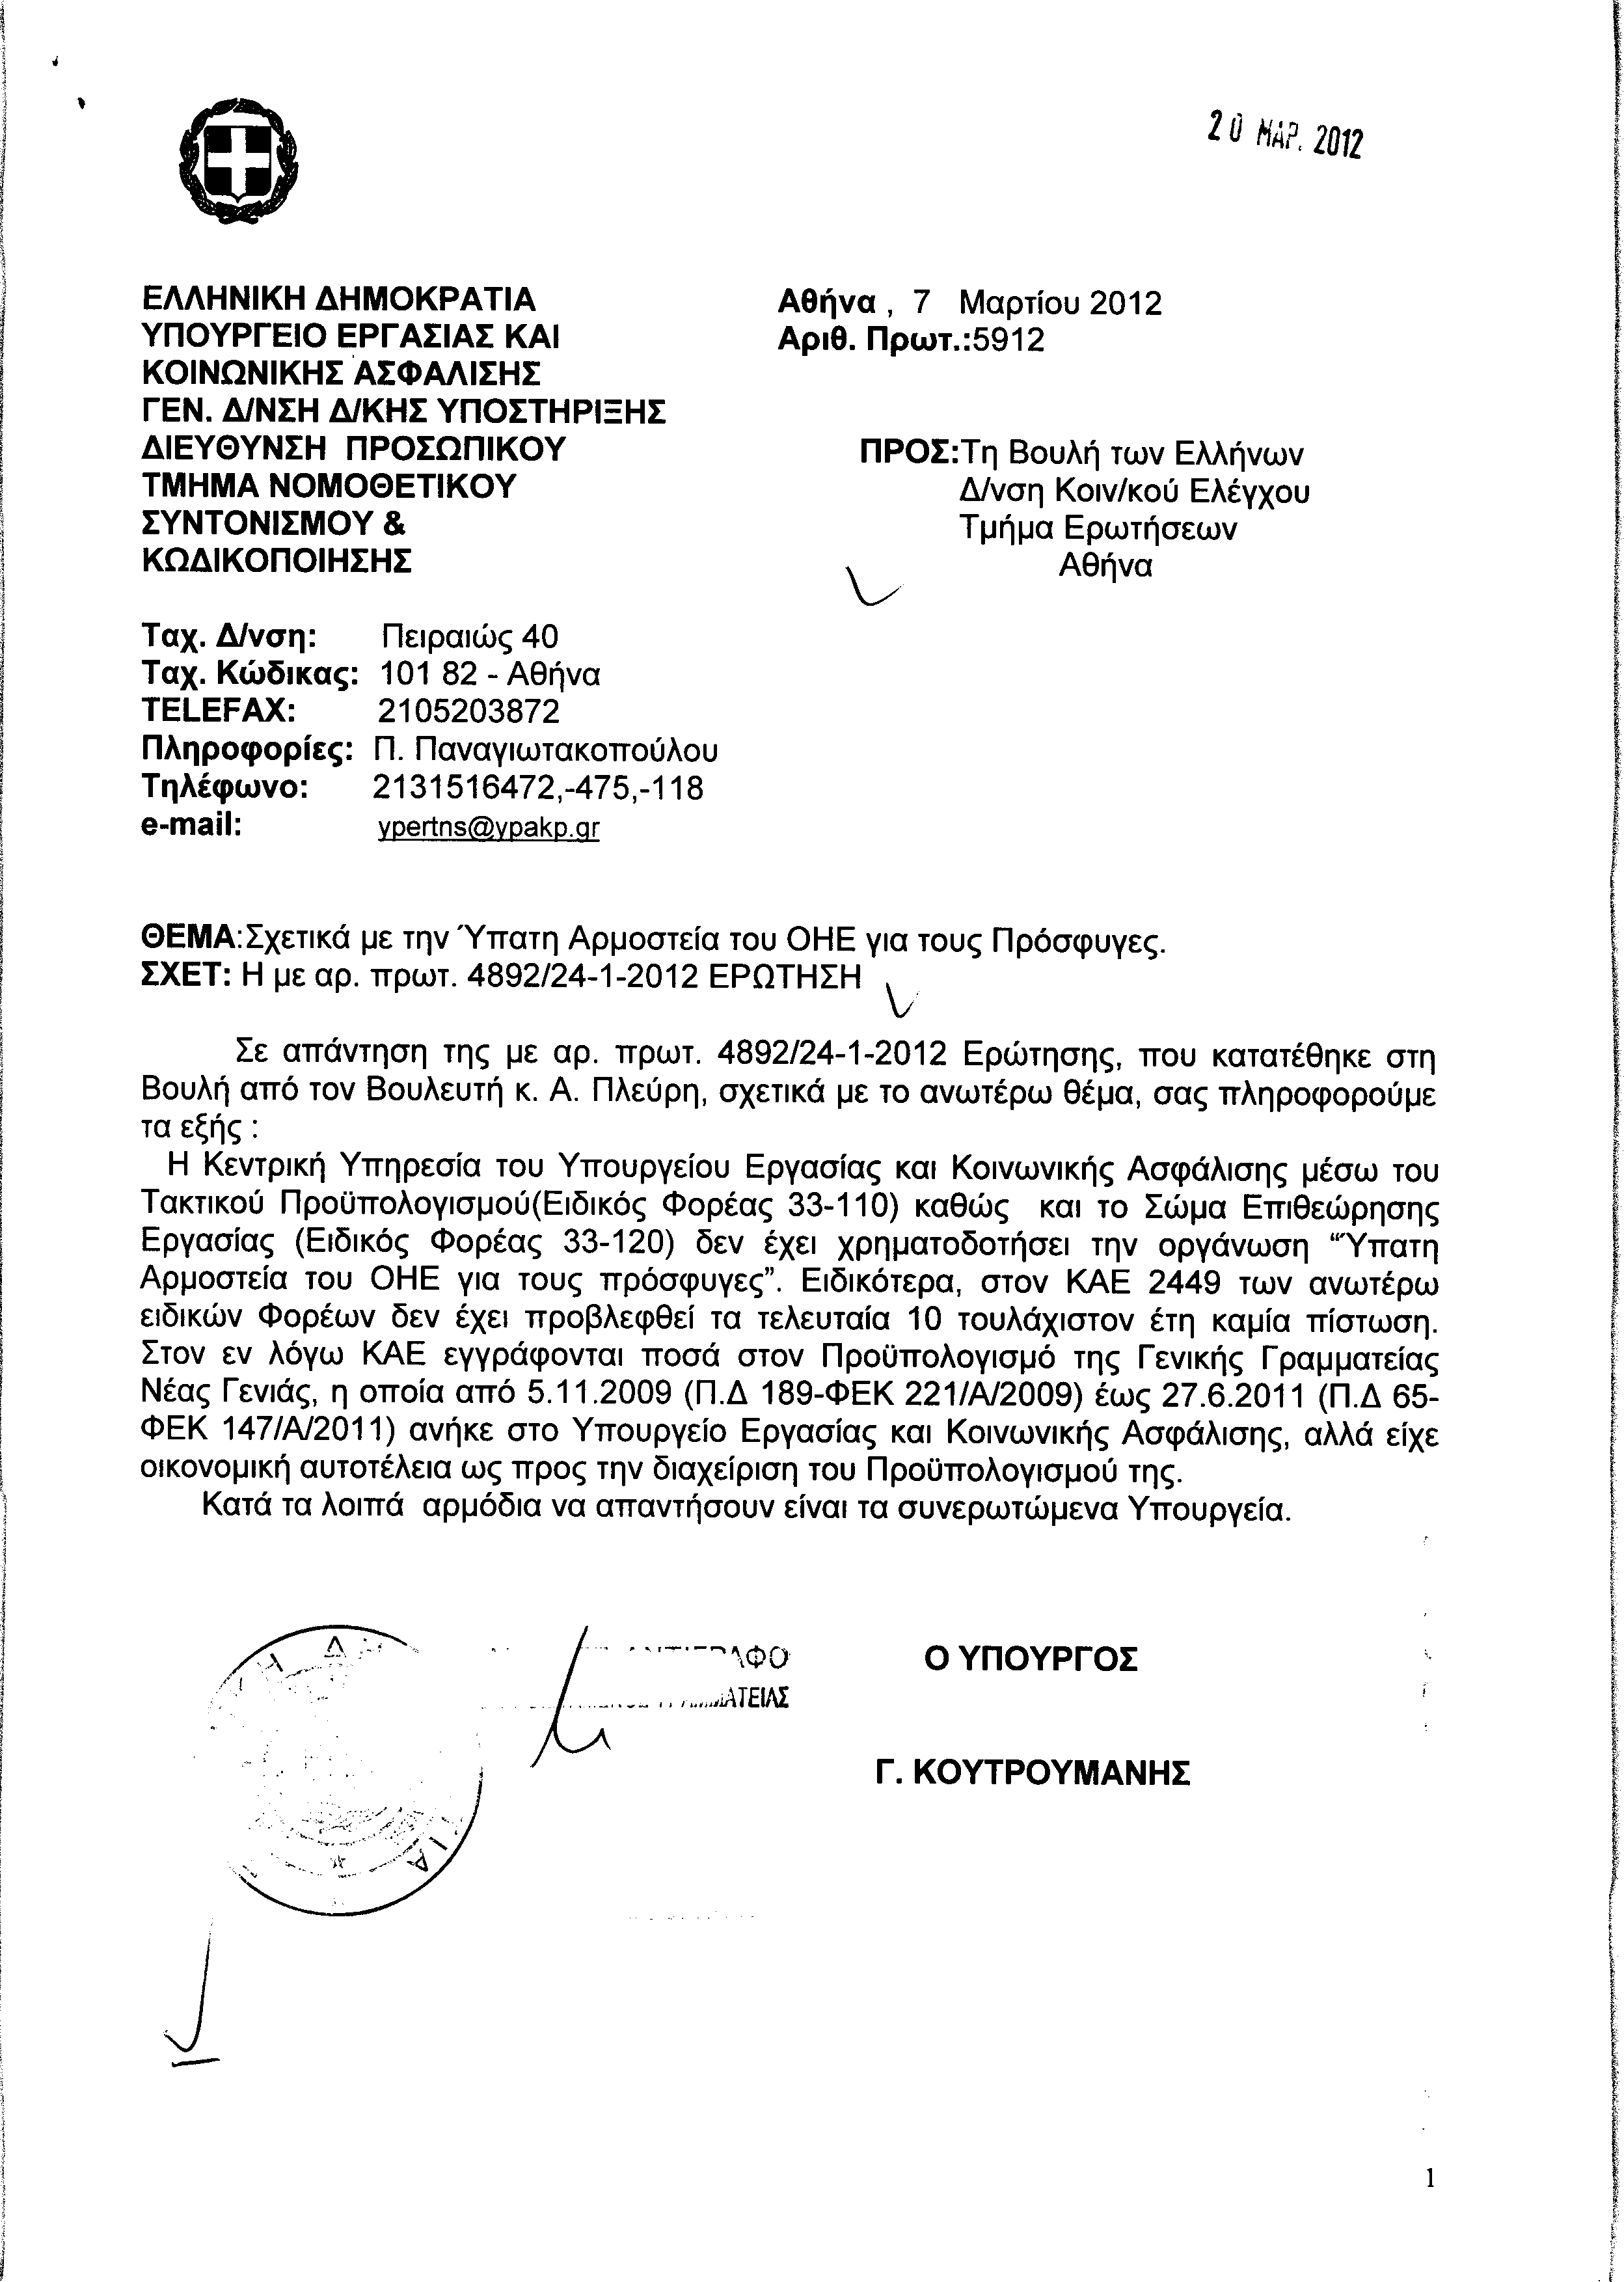 20 ΜΑΡ. 2012
ΕΛΛΗΝΙΚΗ ΔΗΜΟΚΡΑΤΙΑ
ΥΠΟΥΡΓΕΙΟ ΕΡΓΑΣΙΑΣ ΚΑΙ
ΚΟΙΝΩΝΙΚΗΣ ΑΣΦΑΛΙΣΗΣ
ΓΕΝ. Δ/ΝΣΗ Δ/ΚΗΣ ΥΠΟΣΤΗΡΙΞΗΣ
ΔΙΕΥΘΥΝΣΗ ΠΡΟΣΩΠΙΚΟΥ
ΤΜΗΜΑ ΝΟΜΟΘΕΤΙΚΟΥ
ΣΥΝΤΟΝΙΣΜΟΥ &
ΚΩΔΙΚΟΠΟΙΗΣΗΣ
Αθήνα , 7 Μαρτίου 2012
Αριθ. Πρωτ.:5912
ΠΡΟΣ:Τη Βουλή των Ελλήνων
Δ/νση Κοιν/κού Ελέγχου
Τμήμα Ερωτήσεων
Αθήνα
Ταχ. Δ/νση: Πειραιώς 40
Ταχ. Κώδικας: 101 82 - Αθήνα
TELEFAX: 2105203872
Πληροφορίες: Π. Παναγιωτακοπούλου
Τηλέφωνο: 2131516472,-475,-118
e-mail: ypertns@ypakp.gr
ΘΕΜΑ:Σχετικά με την Ύπατη Αρμοστεία του ΟΗΕ για τους Πρόσφυγες.
ΣΧΕΤ: Η με αρ. πρωτ. 4892/24-1-2012 ΕΡΩΤΗΣΗ
Σε απάντηση της με αρ. πρωτ. 4892/24-1-2012 Ερώτησης, που κατατέθηκε στη
Βουλή από τον Βουλευτή κ. Α. Πλεύρη, σχετικά με το ανωτέρω θέμα, σας πληροφορούμε
τα εξής :
Η Κεντρική Υπηρεσία του Υπουργείου Εργασίας και Κοινωνικής Ασφάλισης μέσω του
Τακτικού Προϋπολογισμού(Ειδικός Φορέας 33-110) καθώς και το Σώμα Επιθεώρησης
Εργασίας (Ειδικός Φορέας 33-120) δεν έχει χρηματοδοτήσει την οργάνωση “Ύπατη
Αρμοστεία του ΟΗΕ για τους πρόσφυγες”. Ειδικότερα, στον ΚΑΕ 2449 των ανωτέρω
ειδικών Φορέων δεν έχει προβλεφθεί τα τελευταία 10 τουλάχιστον έτη καμία πίστωση.
Στον εν λόγω ΚΑΕ εγγράφονται ποσά στον Προϋπολογισμό της Γενικής Γραμματείας
Νέας Γενιάς, η οποία από 5.11.2009 (Π.Δ 189-ΦΕΚ 221/Α/2009) έως 27.6.2011 (Π.Δ 65-
ΦΕΚ 147/Α/2011) ανήκε στο Υπουργείο Εργασίας και Κοινωνικής Ασφάλισης, αλλά είχε
οικονομική αυτοτέλεια ως προς την διαχείριση του Προϋπολογισμού της.
Κατά τα λοιπά αρμόδια να απαντήσουν είναι τα συνερωτώμενα Υπουργεία.
Ο ΥΠΟΥΡΓΟΣ
Γ. ΚΟΥΤΡΟΥΜΑΝΗΣ
1